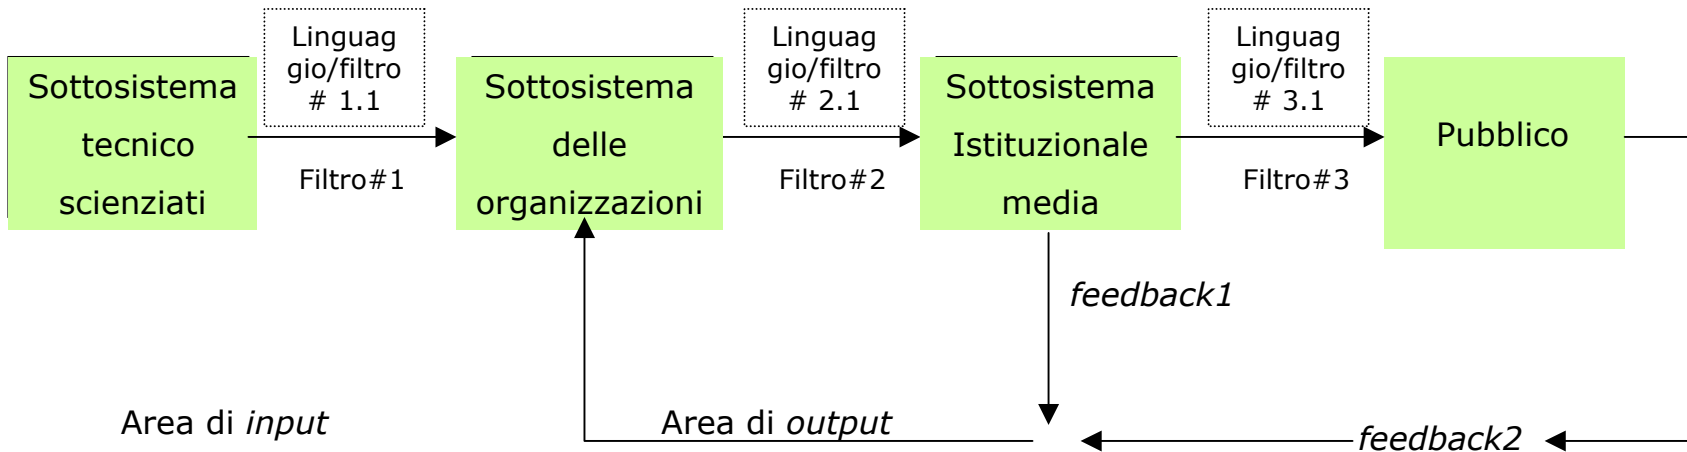 Linguag
gio/filtro
# 1.1
Linguag
gio/filtro
# 2.1
Linguag
gio/filtro
# 3.1
Sottosistema
tecnico
scienziati
Filtro#1
Sottosistema
delle
organizzazioni
Filtro#2
Sottosistema
Istituzionale
media
Filtro#3
Pubblico
feedback1
Area di input
Area di output
feedback2